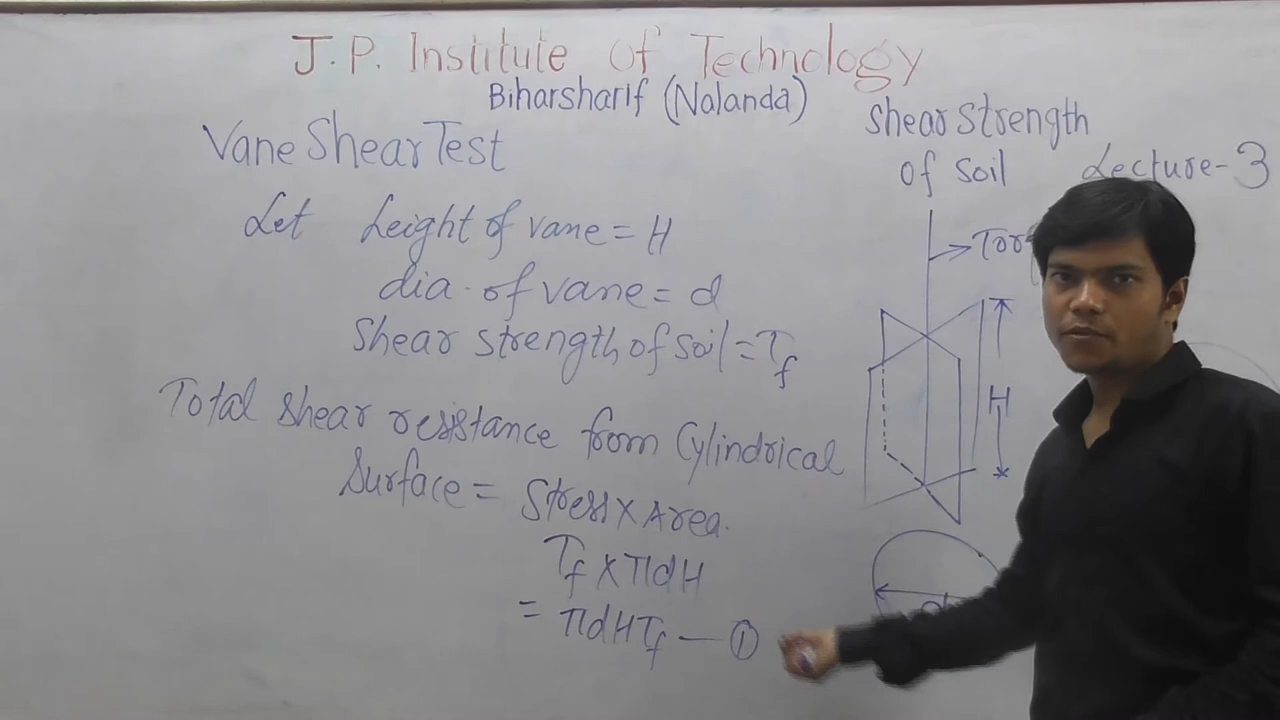 J.P. Institute Of Technology
Biharsharif (Nalanda)
Shear Strength
of Soil Lecture-3
Vane Shear Test
Let height of vane = H
dia. of vane = d
Shear strength of soil = τf
Total shear resistance from Cylindrical
Surface = Stress × Area.
τf × πdH
= πdHτf — ①
H
d